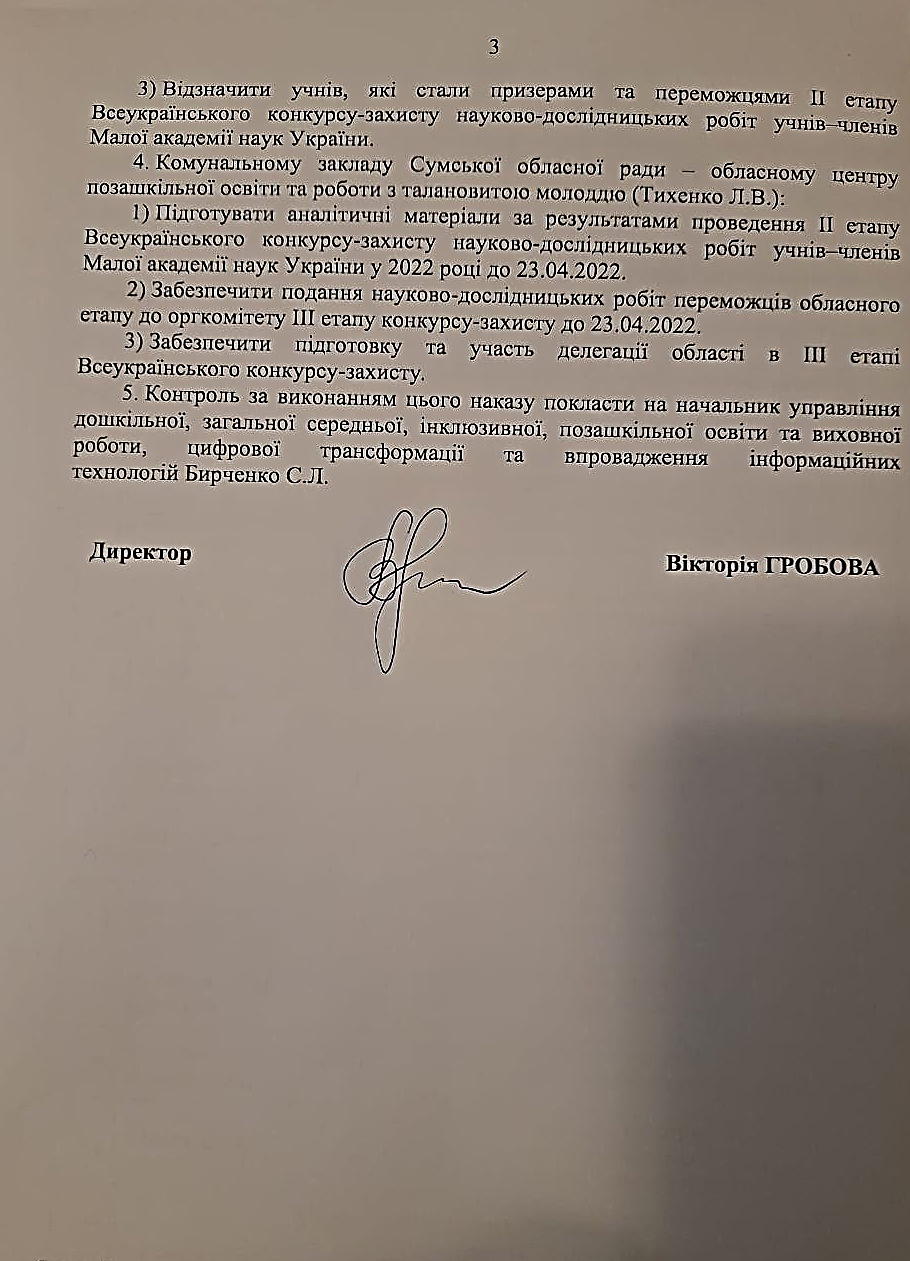 3
3) Відзначити учнів, які стали призерами та переможцями II етапу
Всеукраїнського конкурсу-захисту науково-дослідницьких робіт учнів–членів
Малої академії наук України.
4. Комунальному закладу Сумської обласної ради – обласному центру
позашкільної освіти та роботи з талановитою молоддю (Тихенко Л.В.):
1) Підготувати аналітичні матеріали за результатами проведення II етапу
Всеукраїнського конкурсу-захисту науково-дослідницьких робіт учнів–членів
Малої академії наук України у 2022 році до 23.04.2022.
2) Забезпечити подання науково-дослідницьких робіт переможців обласного
етапу до оргкомітету III етапу конкурсу-захисту до 23.04.2022.
3) Забезпечити підготовку та участь делегації області в III етапі
Всеукраїнського конкурсу-захисту.
5. Контроль за виконанням цього наказу покласти на начальник управління
дошкільної, загальної середньої, інклюзивної, позашкільної освіти та виховної
роботи, цифрової трансформації та впровадження інформаційних
технологій Бирченко Є.Л.
Директор Вікторія ГРОБОВА